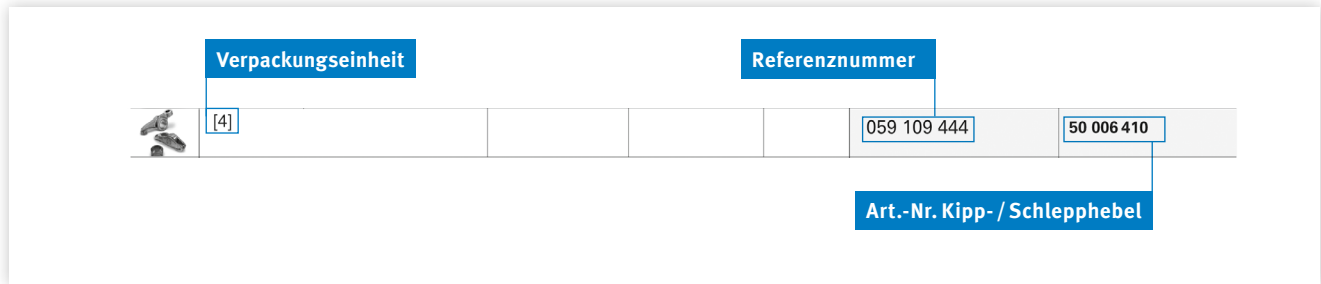 Verpackungseinheit
Referenznummer
[4]
059 109 444
50 006 410
Art.-Nr. Kipp- / Schlepphebel